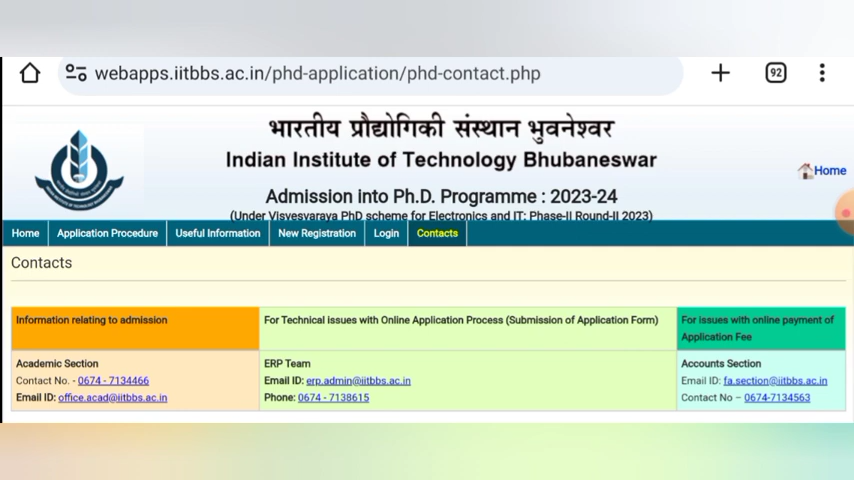 webapps.iitbbs.ac.in/phd-application/phd-contact.php
92
भारतीय प्रौद्योगिकी संस्थान भुवनेश्वर
Indian Institute of Technology Bhubaneswar
Home
Admission into Ph.D. Programme : 2023-24
(Under Visvesvaraya PhD scheme for Electronics and IT: Phase-II Round-II 2023)
Home Application Procedure Useful Information New Registration Login Contacts
Contacts
Information relating to admission
For Technical issues with Online Application Process (Submission of Application Form)
For issues with online payment of
Application Fee
Academic Section
Contact No. - 0674 - 7134466
Email ID: office.acad@iitbbs.ac.in
ERP Team
Email ID: erp.admin@iitbbs.ac.in
Phone: 0674 - 7138615
Accounts Section
Email ID: fa.section@iitbbs.ac.in
Contact No – 0674-7134563